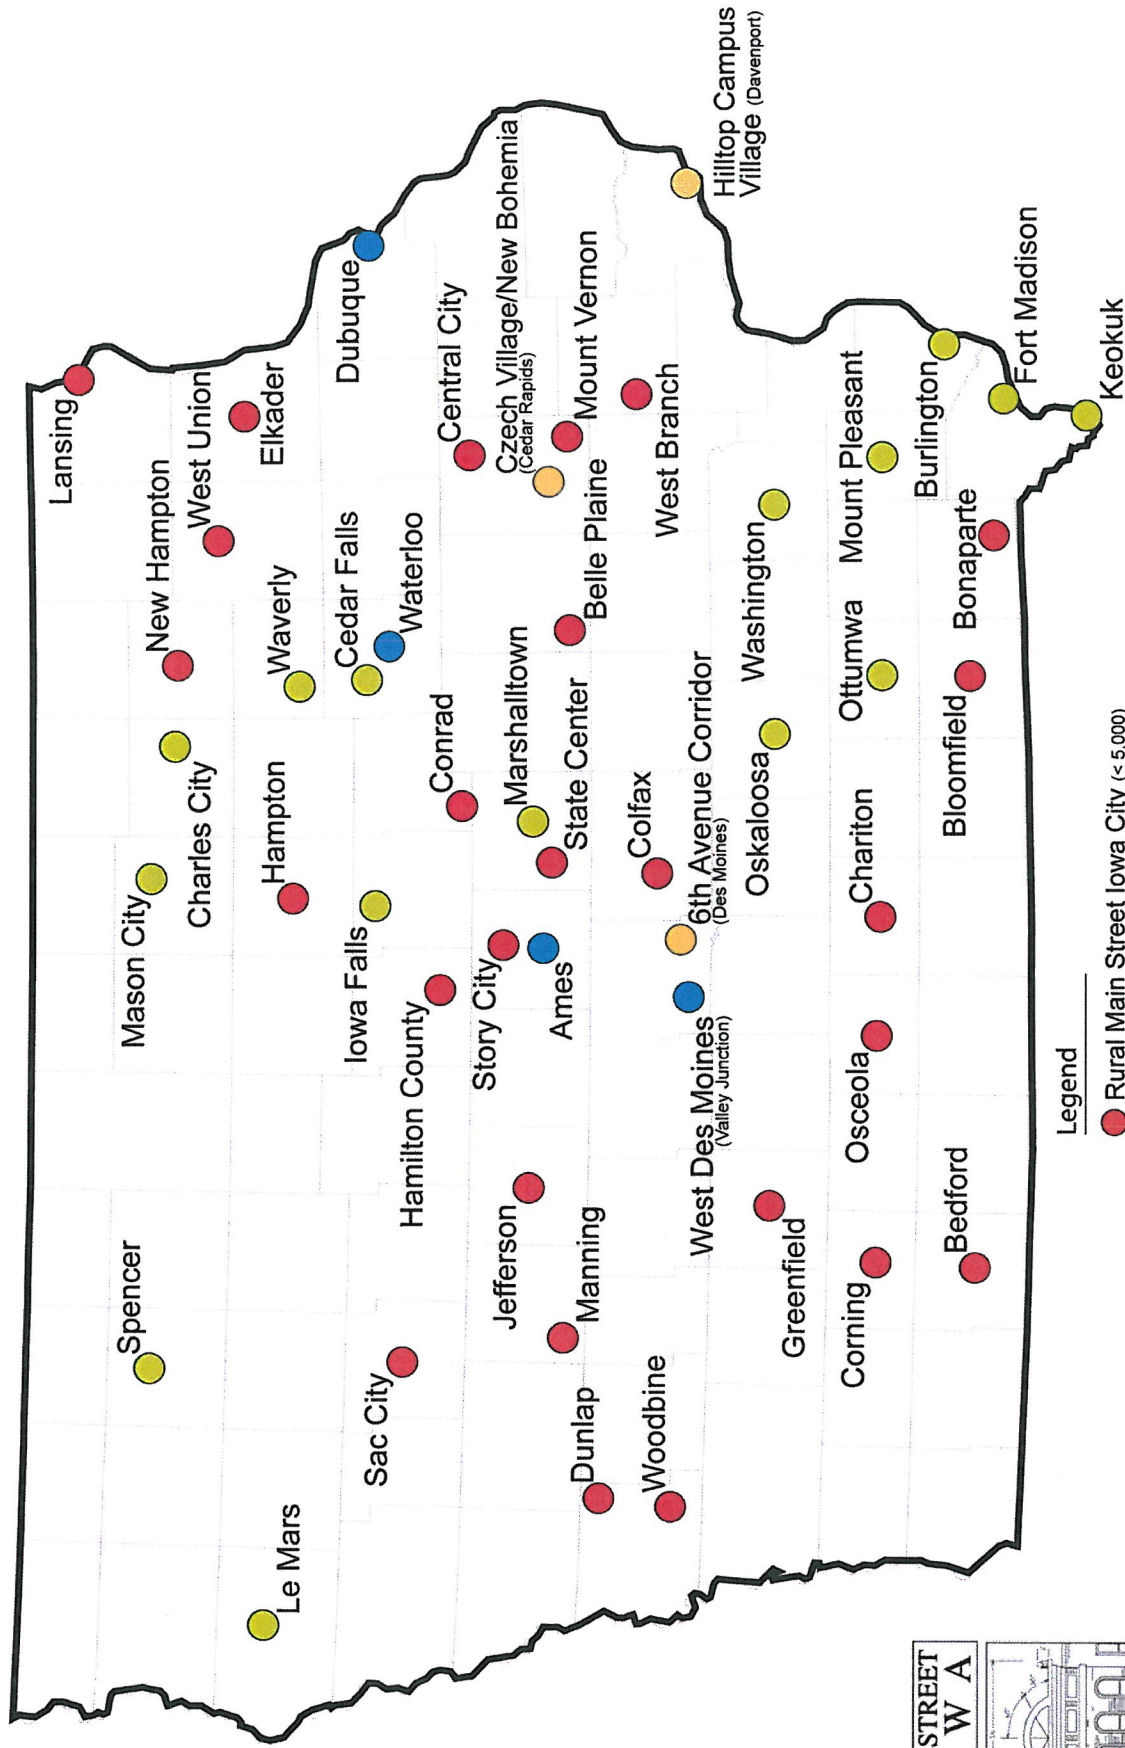 Lansing
New Hampton
West Union
Elkader
Mason City
Charles City
Spencer
Le Mars
Hampton
Waverly
Cedar Falls
Waterloo
Dubuque
Iowa Falls
Sac City
Hamilton County
Conrad
Central City
Story City
Ames
Marshalltown
State Center
Czech Village/New Bohemia
(Cedar Rapids)
Mount Vernon
Belle Plaine
Jefferson
Manning
Dunlap
Woodbine
Colfax
West Branch
6th Avenue Corridor
(Des Moines)
West Des Moines
(Valley Junction)
Hilltop Campus
Village (Davenport)
Greenfield
Oskaloosa
Washington
Corning
Osceola
Chariton
Ottumwa
Mount Pleasant
Burlington
Bedford
Bloomfield
Bonaparte
Fort Madison
Keokuk
Legend
Rural Main Street Iowa City (< 5,000)
STREET
W A